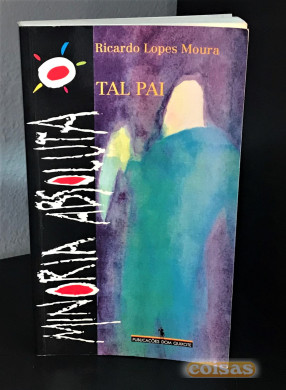 Ricardo Lopes Moura
TAL PAI
MINORIA ABSOLUTA
PUBLICAÇÕES DOM QUIXOTE
coisas